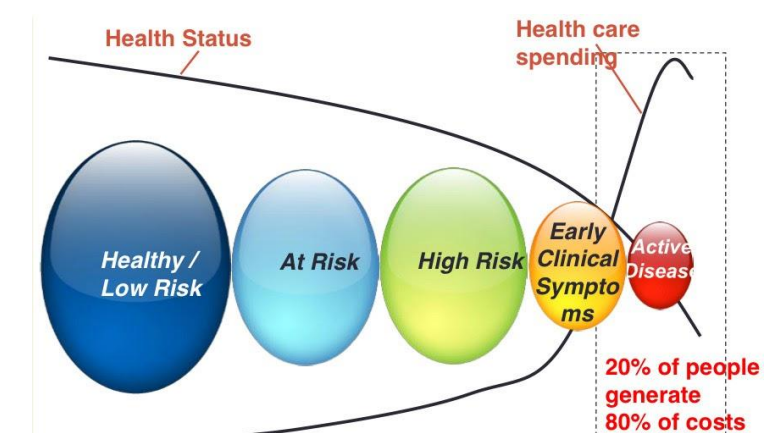 Health Status
Health care
spending
Healthy /
Low Risk
At Risk
High Risk
Early
Clinical
Sympto
ms
Active
Disease
20% of people
generate
80% of costs